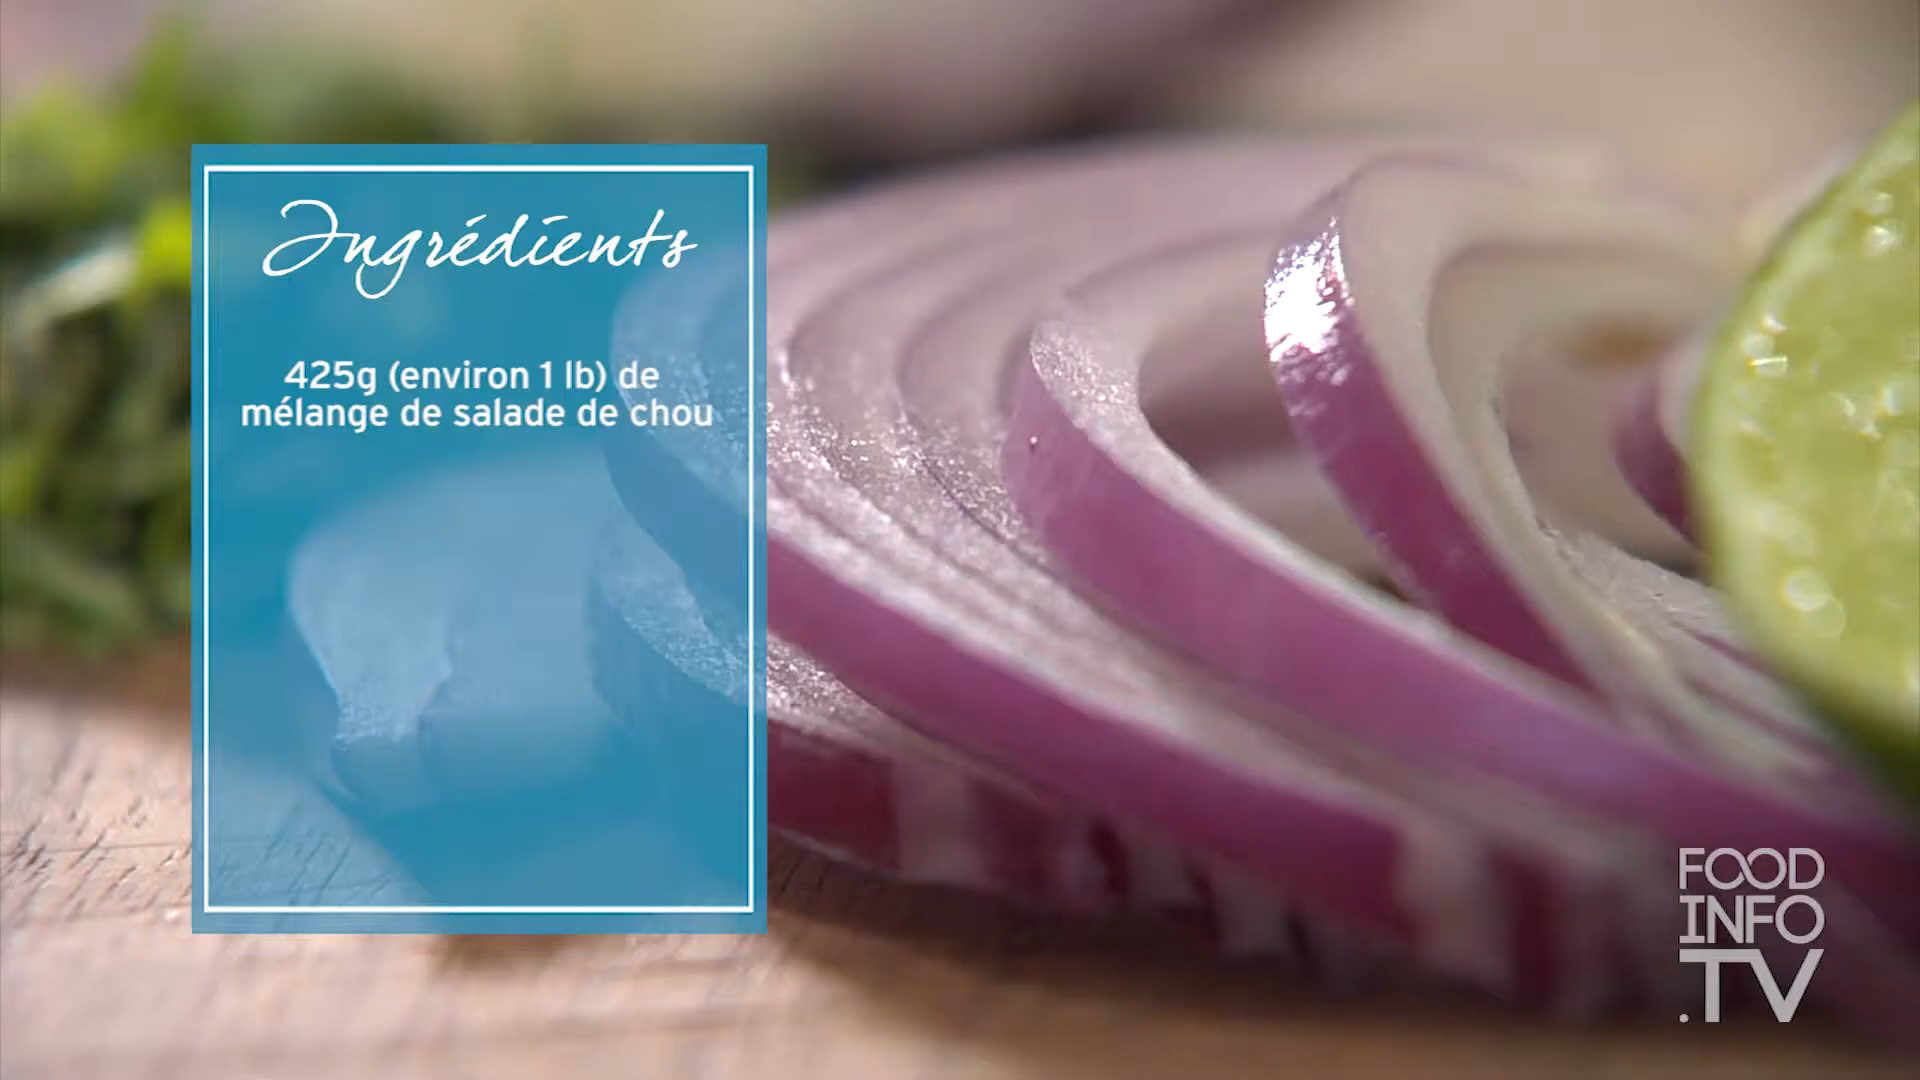 Ingrédients
425g (environ 1 lb) de
mélange de salade de chou
FOOD
INFO
.TV